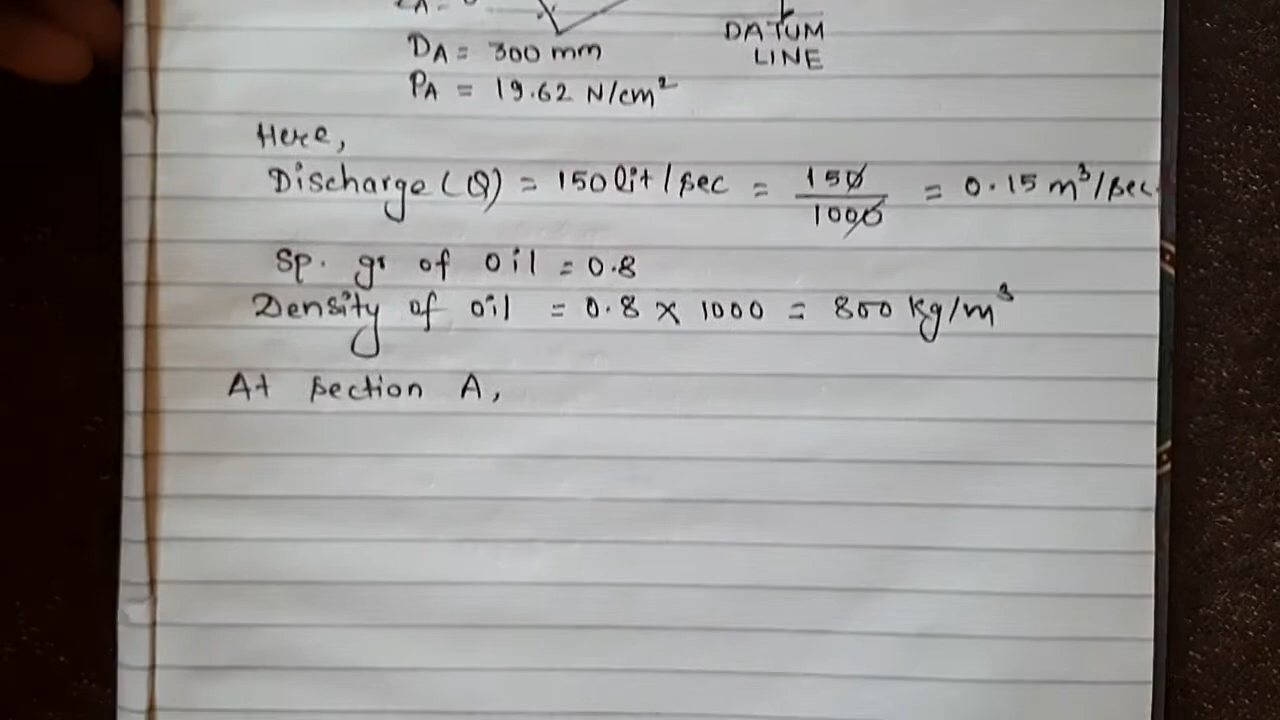 DATUM
LINE
DA = 300 mm
PA = 19.62 N/cm²
Here,
Discharge (Q) = 150 lit / sec = 150/1000 = 0.15 m³/sec
Sp. gr of oil = 0.8
Density of oil = 0.8 × 1000 = 800 kg/m³
At section A,